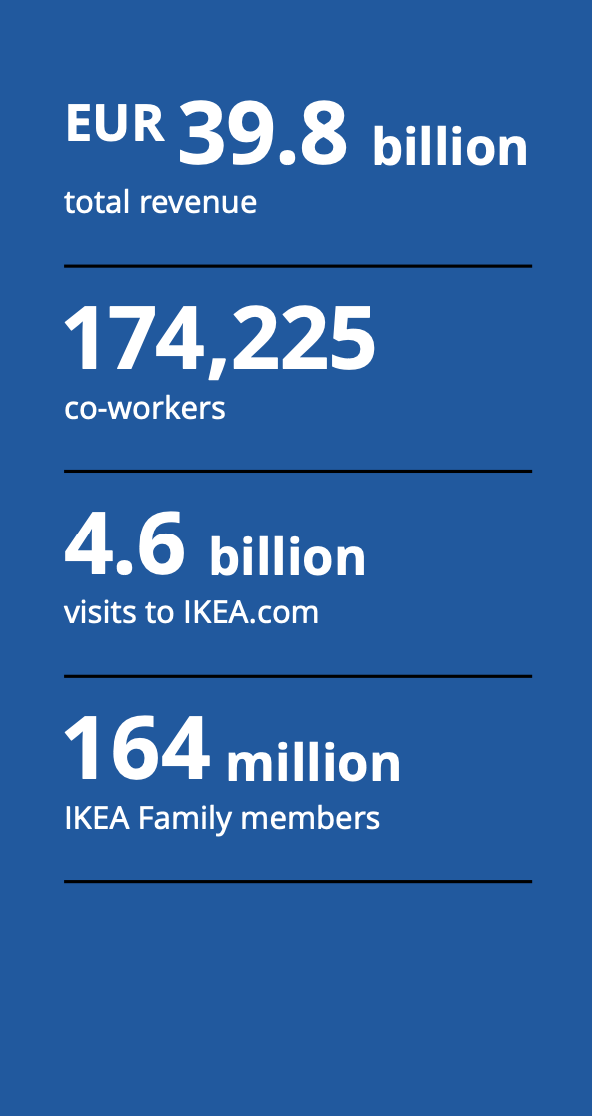 EUR 39.8 billion
total revenue
174,225
co-workers
4.6 billion
visits to IKEA.com
164 million
IKEA Family members